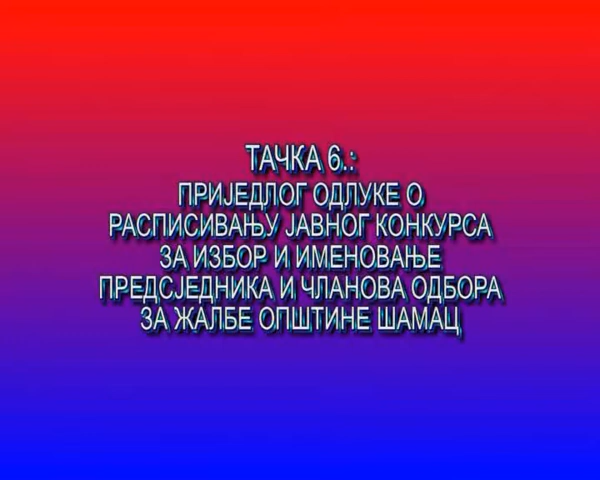 ТАЧКА 6.:
ПРИЈЕДЛОГ ОДЛУКЕ О
РАСПИСИВАЊУ ЈАВНОГ КОНКУРСА
ЗА ИЗБОР И ИМЕНОВАЊЕ
ПРЕДСЈЕДНИКА И ЧЛАНОВА ОДБОРА
ЗА ЖАЛБЕ ОПШТИНЕ ШАМАЦ